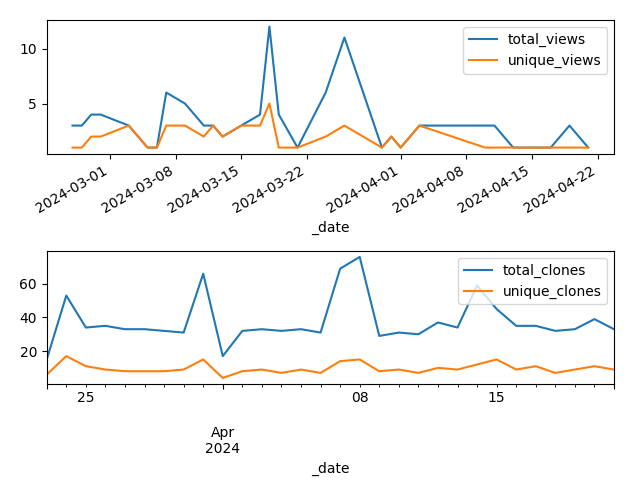 10
5
total_views
unique_views
2024-03-01
2024-03-08
2024-03-15
2024-03-22
2024-04-01
2024-04-08
2024-04-15
2024-04-22
_date
60
40
20
total_clones
unique_clones
25
Apr
2024
08
15
_date